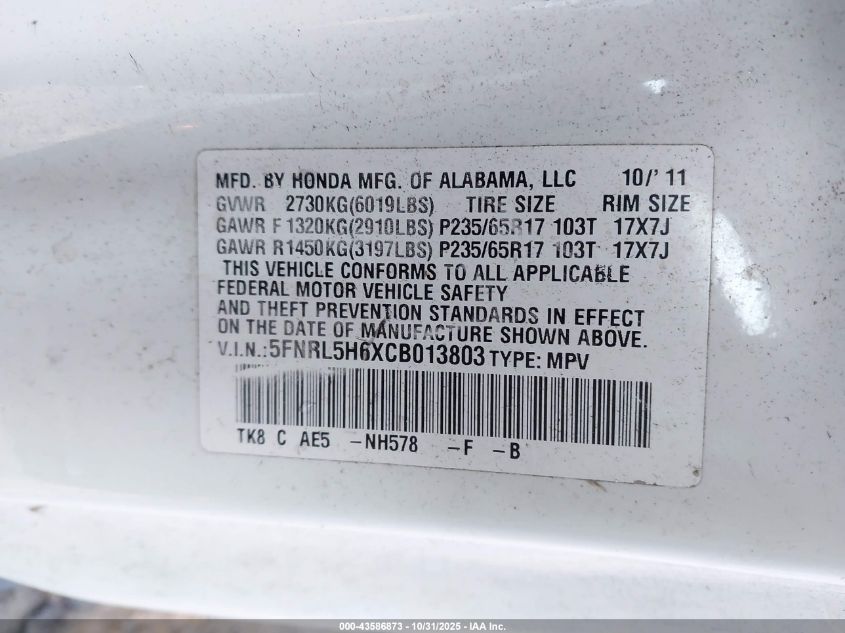 MFD. BY HONDA MFG. OF ALABAMA, LLC 10/' 11
GVWR 2730KG(6019LBS) TIRE SIZE RIM SIZE
GAWR F 1320KG(2910LBS) P235/65R17 103T 17X7J
GAWR R1450KG(3197LBS) P235/65R17 103T 17X7J
THIS VEHICLE CONFORMS TO ALL APPLICABLE
FEDERAL MOTOR VEHICLE SAFETY
AND THEFT PREVENTION STANDARDS IN EFFECT
ON THE DATE OF MANUFACTURE SHOWN ABOVE.
V.I.N.:5FNRL5H6XCB013803 TYPE: MPV
TK8 C AE5 -NH578 -F -B
000-43586873 - 10/31/2025 - IAA Inc.